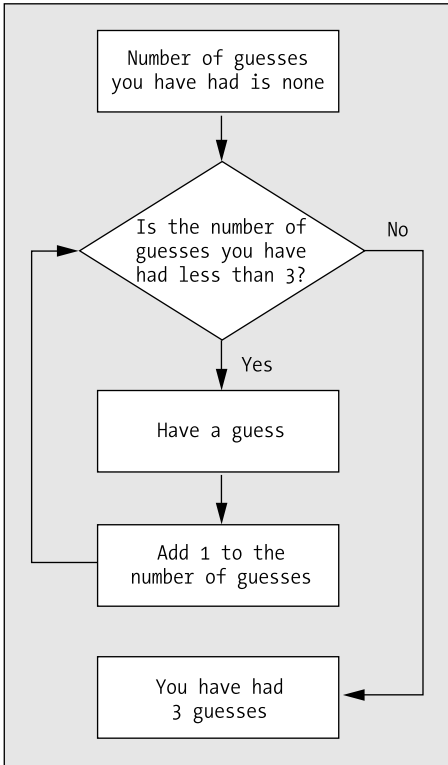 Number of guesses
you have had is none
Is the number of
guesses you have
had less than 3?
No
Yes
Have a guess
Add 1 to the
number of guesses
You have had
3 guesses